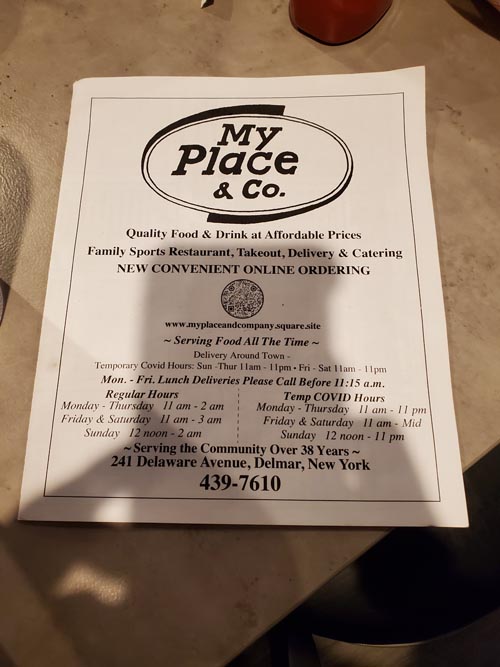 My
Place
& Co.
Quality Food & Drink at Affordable Prices
Family Sports Restaurant, Takeout, Delivery & Catering
NEW CONVENIENT ONLINE ORDERING
www.myplaceandcompany.square.site
~ Serving Food All The Time ~
Delivery Around Town -
Temporary Covid Hours: Sun -Thur 11am - 11pm • Fri - Sat 11am - 11pm
Mon. - Fri. Lunch Deliveries Please Call Before 11:15 a.m.
Regular Hours
Monday - Thursday 11 am - 2 am
Friday & Saturday 11 am - 3 am
Sunday 12 noon - 2 am
Temp COVID Hours
Monday - Thursday 11 am - 11 pm
Friday & Saturday 11 am - Mid
Sunday 12 noon - 11 pm
~ Serving the Community Over 38 Years ~
241 Delaware Avenue, Delmar, New York
439-7610